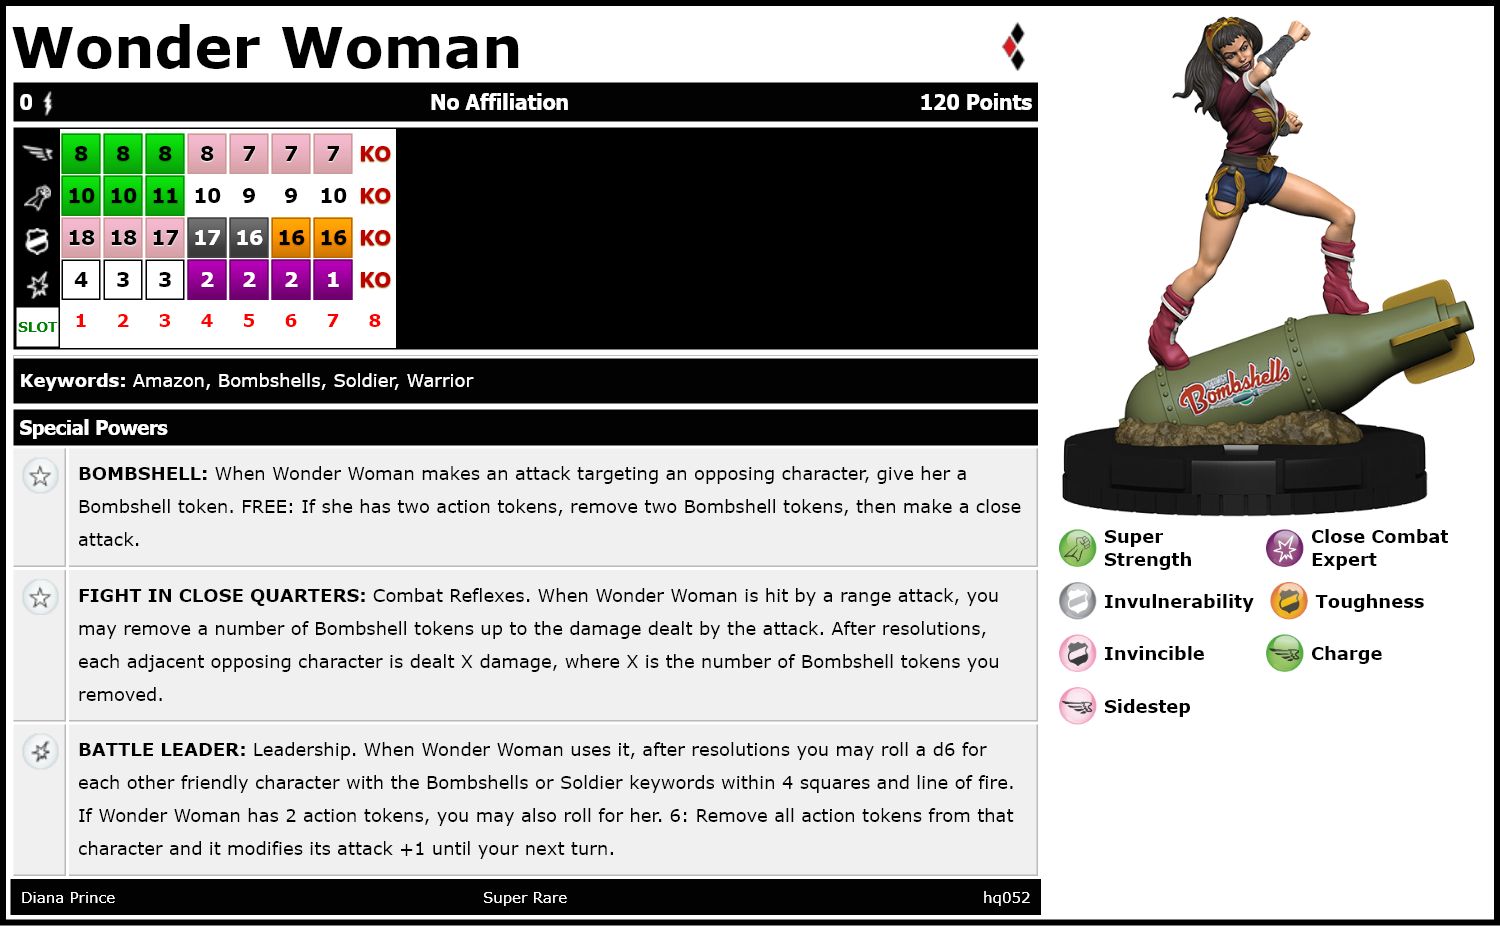 Wonder Woman
0 No Affiliation 120 Points
8 8 8 8 7 7 7 KO
10 10 11 10 9 9 10 KO
18 18 17 17 16 16 16 KO
4 3 3 2 2 2 1 KO
SLOT 1 2 3 4 5 6 7 8
Keywords: Amazon, Bombshells, Soldier, Warrior
Special Powers
BOMBSHELL: When Wonder Woman makes an attack targeting an opposing character, give her a
Bombshell token. FREE: If she has two action tokens, remove two Bombshell tokens, then make a close
attack.
FIGHT IN CLOSE QUARTERS: Combat Reflexes. When Wonder Woman is hit by a range attack, you
may remove a number of Bombshell tokens up to the damage dealt by the attack. After resolutions,
each adjacent opposing character is dealt X damage, where X is the number of Bombshell tokens you
removed.
BATTLE LEADER: Leadership. When Wonder Woman uses it, after resolutions you may roll a d6 for
each other friendly character with the Bombshells or Soldier keywords within 4 squares and line of fire.
If Wonder Woman has 2 action tokens, you may also roll for her. 6: Remove all action tokens from that
character and it modifies its attack +1 until your next turn.
Diana Prince Super Rare hq052
Bombshells
Super
Strength
Close Combat
Expert
Invulnerability
Toughness
Invincible
Charge
Sidestep